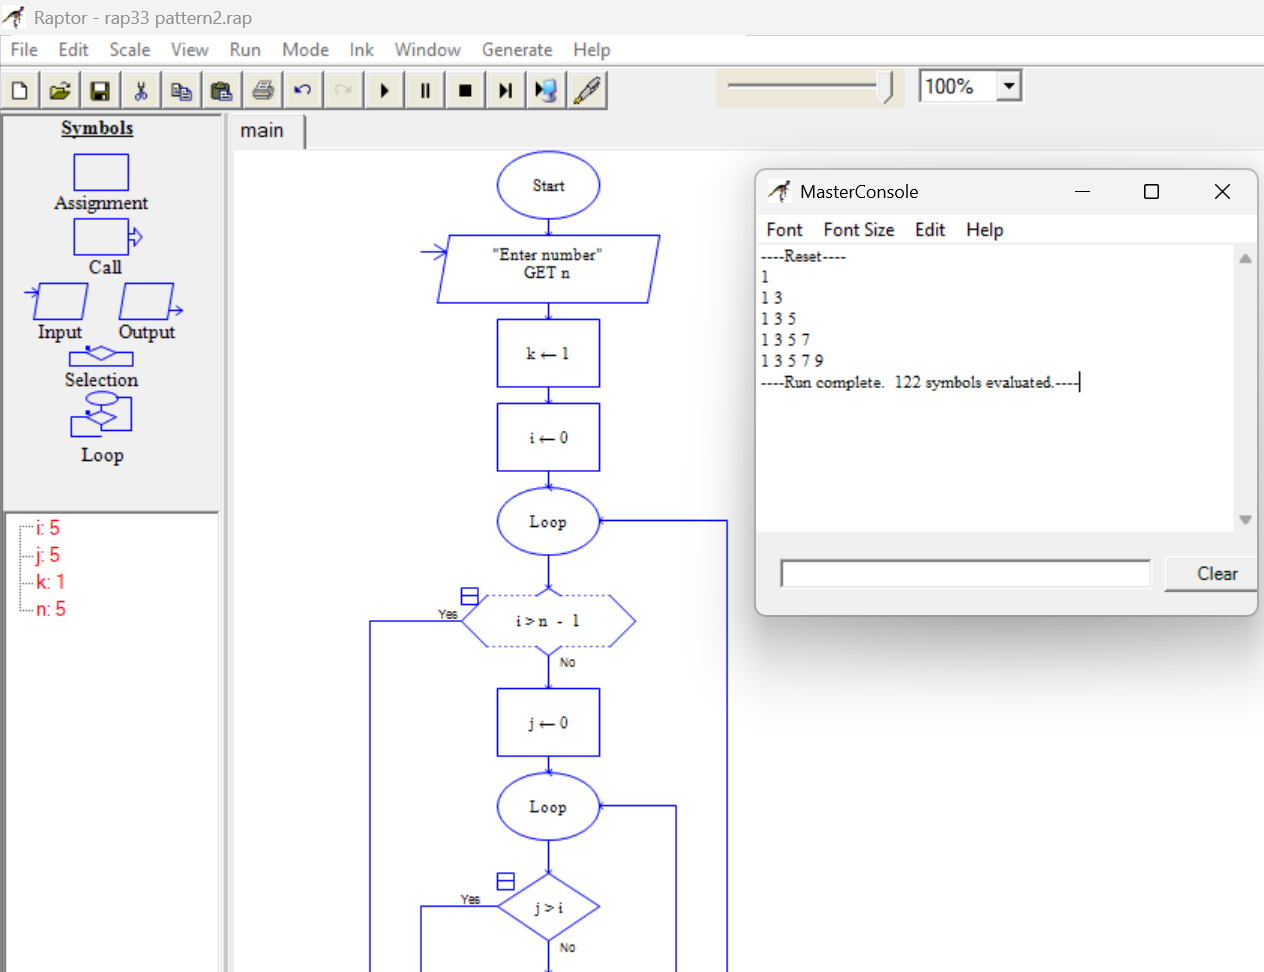 Raptor - rap33 pattern2.rap
File Edit Scale View Run Mode Ink Window Generate Help
100%
Symbols
Assignment
Call
Input Output
Selection
Loop
i: 5
j: 5
k: 1
n: 5
main
Start
"Enter number"
GET n
k ← 1
i ← 0
Loop
Yes
i > n - 1
No
j ← 0
Loop
Yes
j > i
No
MasterConsole
Font Font Size Edit Help
----Reset----
1
1 3
1 3 5
1 3 5 7
1 3 5 7 9
----Run complete.  122 symbols evaluated.----
Clear